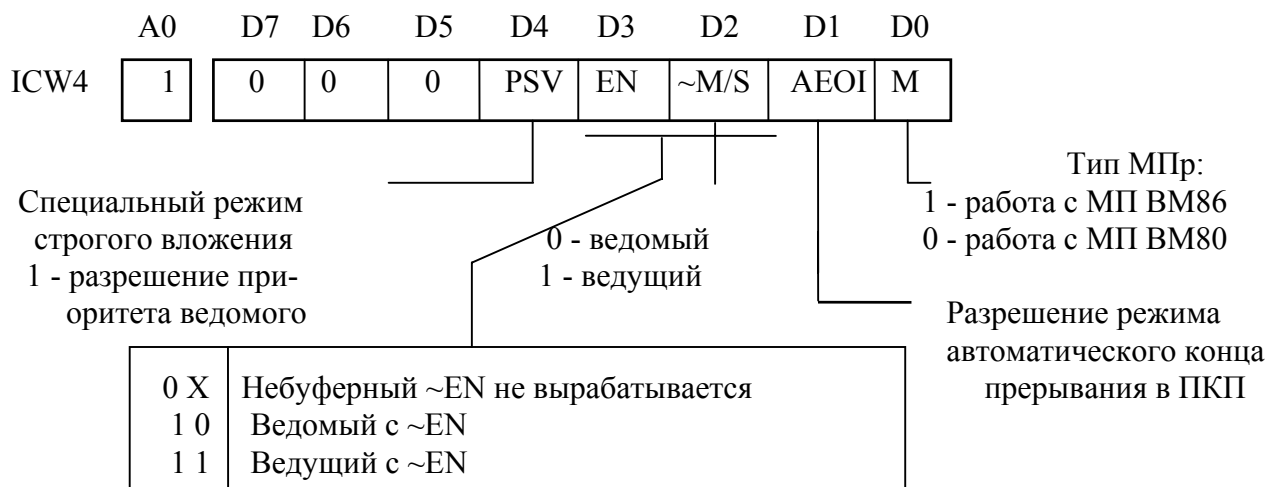 A0 D7 D6 D5 D4 D3 D2 D1 D0
ICW4 1 0 0 0 PSV EN ~M/S AEOI M
Тип МПр:
1 - работа с МП ВМ86
0 - работа с МП ВМ80
Специальный режим
строгого вложения
1 - разрешение при-
оритета ведомого
0 - ведомый
1 - ведущий
Разрешение режима
автоматического конца
прерывания в ПКП
0 X Небуферный ~EN не вырабатывается
1 0 Ведомый с ~EN
1 1 Ведущий с ~EN